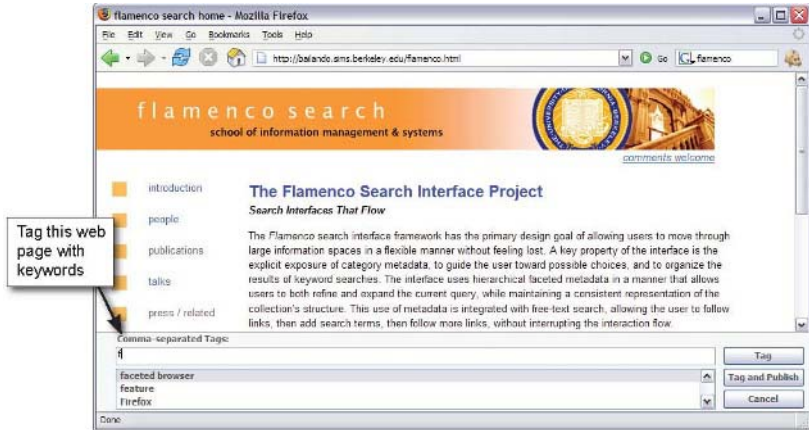 flamenco search home - Mozilla Firefox
File Edit View Go Bookmarks Tools Help
http://bailando.sims.berkeley.edu/flamenco.html
Go
flamenco
flamenco search
school of information management & systems
comments welcome
introduction
people
publications
talks
press / related
The Flamenco Search Interface Project
Search Interfaces That Flow
The Flamenco search interface framework has the primary design goal of allowing users to move through
large information spaces in a flexible manner without feeling lost. A key property of the interface is the
explicit exposure of category metadata, to guide the user toward possible choices, and to organize the
results of keyword searches. The interface uses hierarchical faceted metadata in a manner that allows
users to both refine and expand the current query, while maintaining a consistent representation of the
collection's structure. This use of metadata is integrated with free-text search, allowing the user to follow
links, then add search terms, then follow more links, without interrupting the interaction flow.
Tag this web
page with
keywords
Comma-separated Tags:
f
faceted browser
feature
Firefox
Tag
Tag and Publish
Cancel
Done